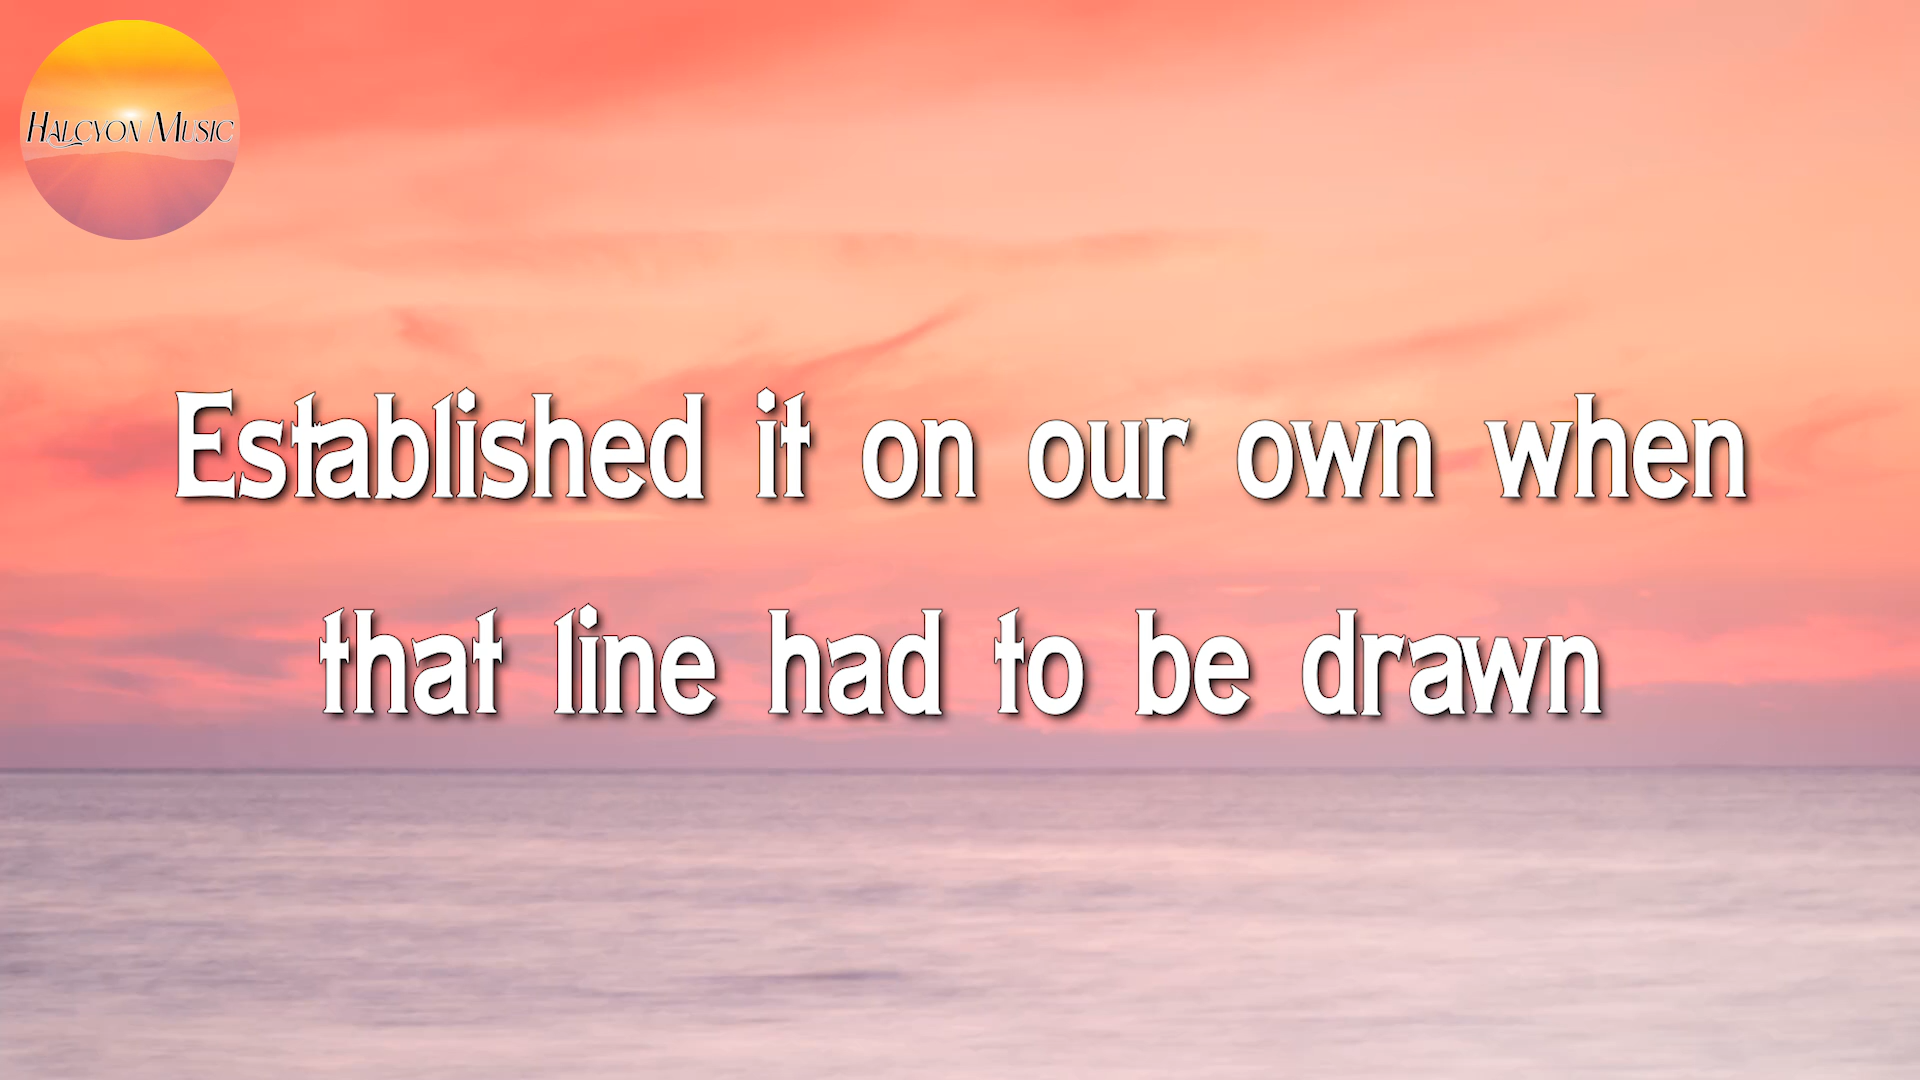 Halcyon Music
Established it on our own when
that line had to be drawn